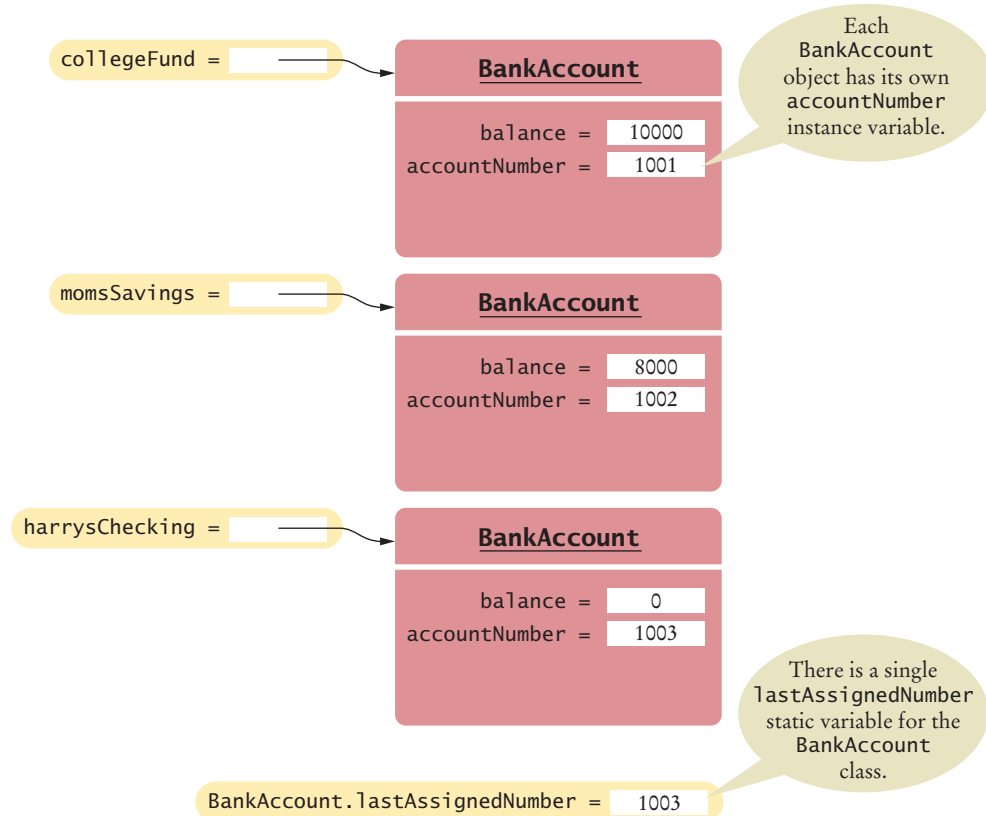 collegeFund =
BankAccount
balance = 10000
accountNumber = 1001
Each
BankAccount
object has its own
accountNumber
instance variable.
momsSavings =
BankAccount
balance = 8000
accountNumber = 1002
harrysChecking =
BankAccount
balance = 0
accountNumber = 1003
There is a single
lastAssignedNumber
static variable for the
BankAccount
class.
BankAccount.lastAssignedNumber = 1003